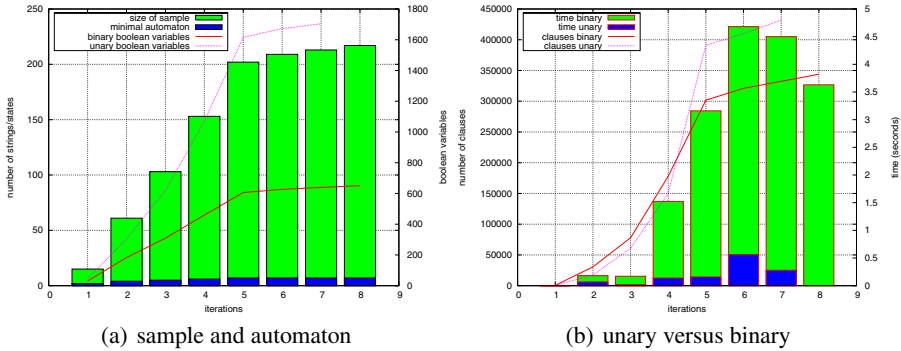 size of sample
minimal automaton
binary boolean variables
unary boolean variables
number of strings/states
250
200
150
100
50
0
1800
1600
1400
1200
1000
800
600
400
200
0
boolean variables
0 1 2 3 4 5 6 7 8 9
iterations
(a) sample and automaton
time binary
time unary
clauses binary
clauses unary
number of clauses
450000
400000
350000
300000
250000
200000
150000
100000
50000
0
5
4.5
4
3.5
3
2.5
2
1.5
1
0.5
0
time (seconds)
0 1 2 3 4 5 6 7 8 9
iterations
(b) unary versus binary